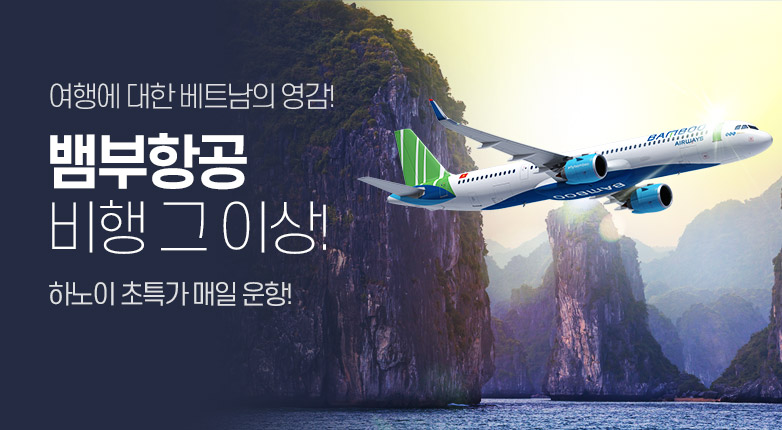 여행에 대한 베트남의 영감!
뱀부항공
비행 그 이상!
하노이 초특가 매일 운항!
BAMBOO
AIRWAYS
BAMBOO